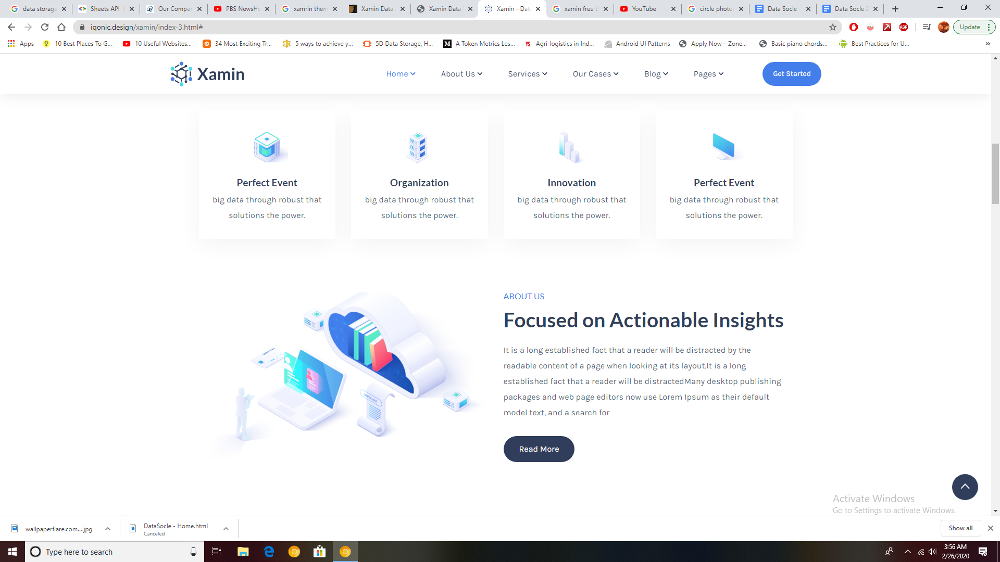 data storage
Sheets API
Our Compar
PBS NewsHo
xamrin them
Xamin Data
Xamin Data
Xamin - Data
xamin free th
YouTube
circle photos
Data Socle -
Data Socle 2
iqonic.design/xamin/index-3.html#
ABP
Update
Apps
10 Best Places To G...
10 Useful Websites...
34 Most Exciting Tr...
5 ways to achieve y...
5D Data Storage, H...
A Token Metrics Les...
YS
Agri-logistics in Ind...
Android UI Patterns
Apply Now – Zone...
Basic piano chords...
Best Practices for U...
»
Xamin
Home
About Us
Services
Our Cases
Blog
Pages
Get Started
Perfect Event
big data through robust that
solutions the power.
Organization
big data through robust that
solutions the power.
Innovation
big data through robust that
solutions the power.
Perfect Event
big data through robust that
solutions the power.
CREDIT CARD
DIPLOMA
ABOUT US
Focused on Actionable Insights
It is a long established fact that a reader will be distracted by the
readable content of a page when looking at its layout.It is a long
established fact that a reader will be distractedMany desktop publishing
packages and web page editors now use Lorem Ipsum as their default
model text, and a search for
Read More
Activate Windows
Go to Settings to activate Windows.
wallpaperflare.com....jpg
DataSocle - Home.html
Canceled
Show all
Type here to search
3:56 AM
2/26/2020